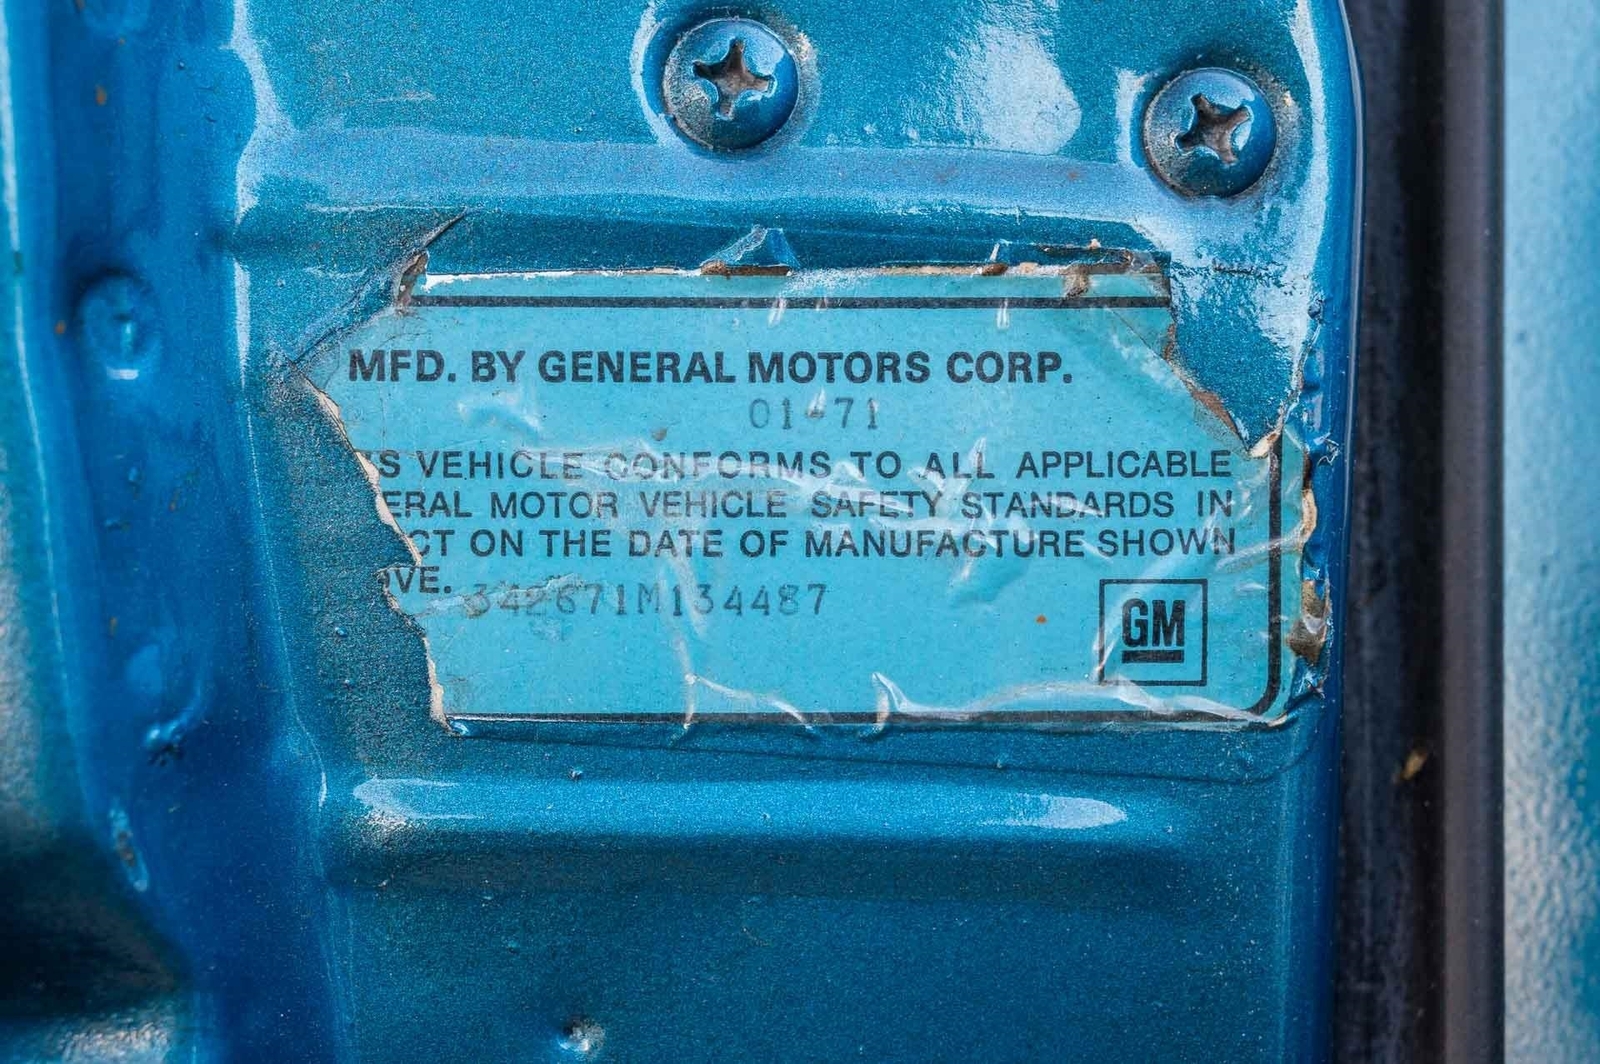 MFD. BY GENERAL MOTORS CORP.
01-71
S VEHICLE CONFORMS TO ALL APPLICABLE
ERAL MOTOR VEHICLE SAFETY STANDARDS IN
CT ON THE DATE OF MANUFACTURE SHOWN
OVE. 342671M134487
GM